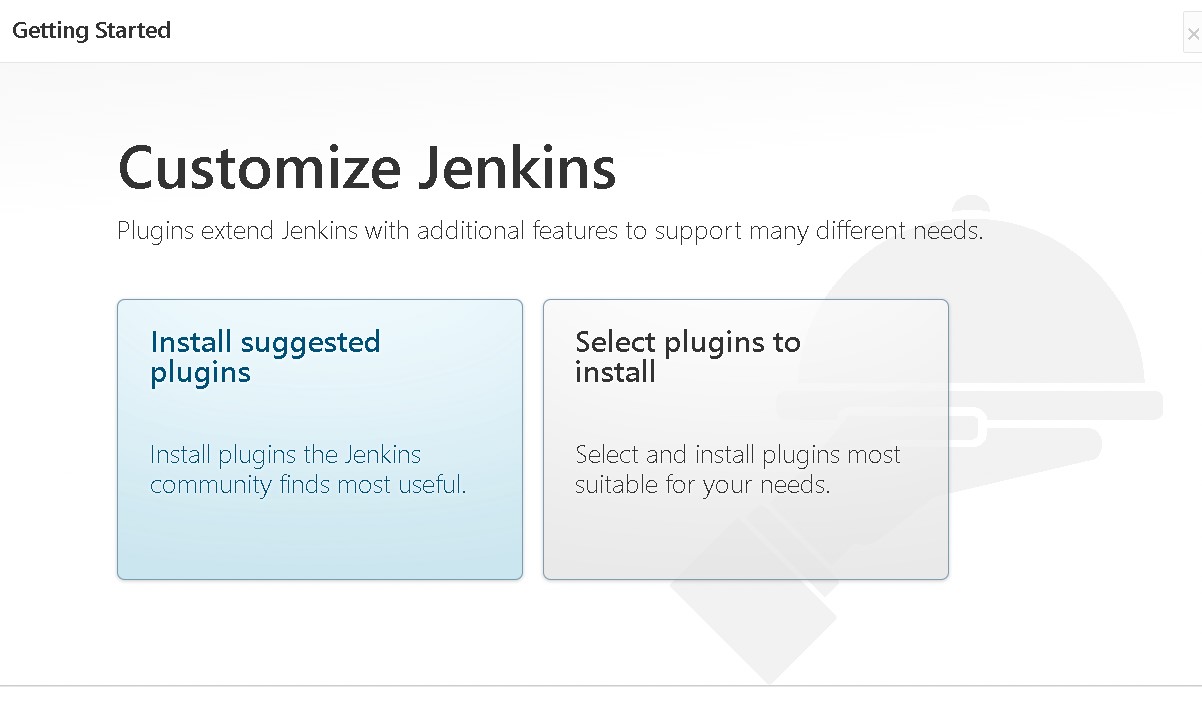 Getting Started
Customize Jenkins
Plugins extend Jenkins with additional features to support many different needs.
Install suggested
plugins
Install plugins the Jenkins
community finds most useful.
Select plugins to
install
Select and install plugins most
suitable for your needs.